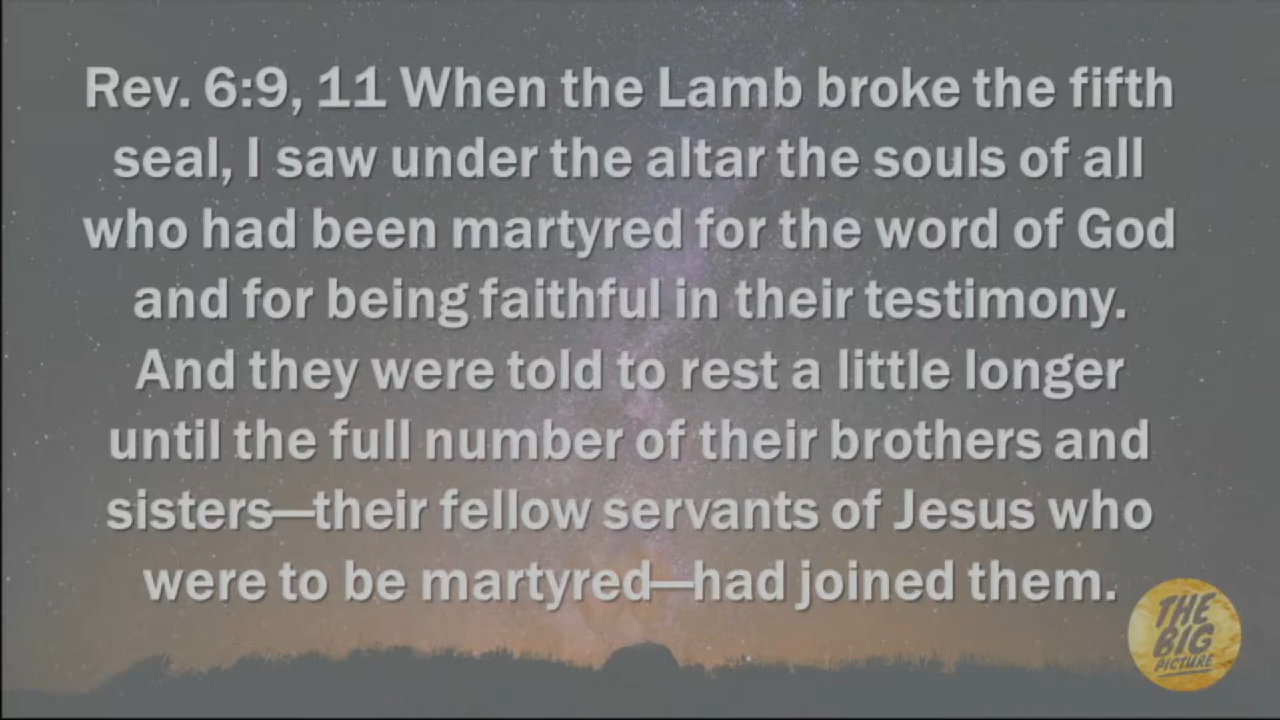 Rev. 6:9, 11 When the Lamb broke the fifth
seal, I saw under the altar the souls of all
who had been martyred for the word of God
and for being faithful in their testimony.
And they were told to rest a little longer
until the full number of their brothers and
sisters—their fellow servants of Jesus who
were to be martyred—had joined them.
THE
BIG
PICTURE